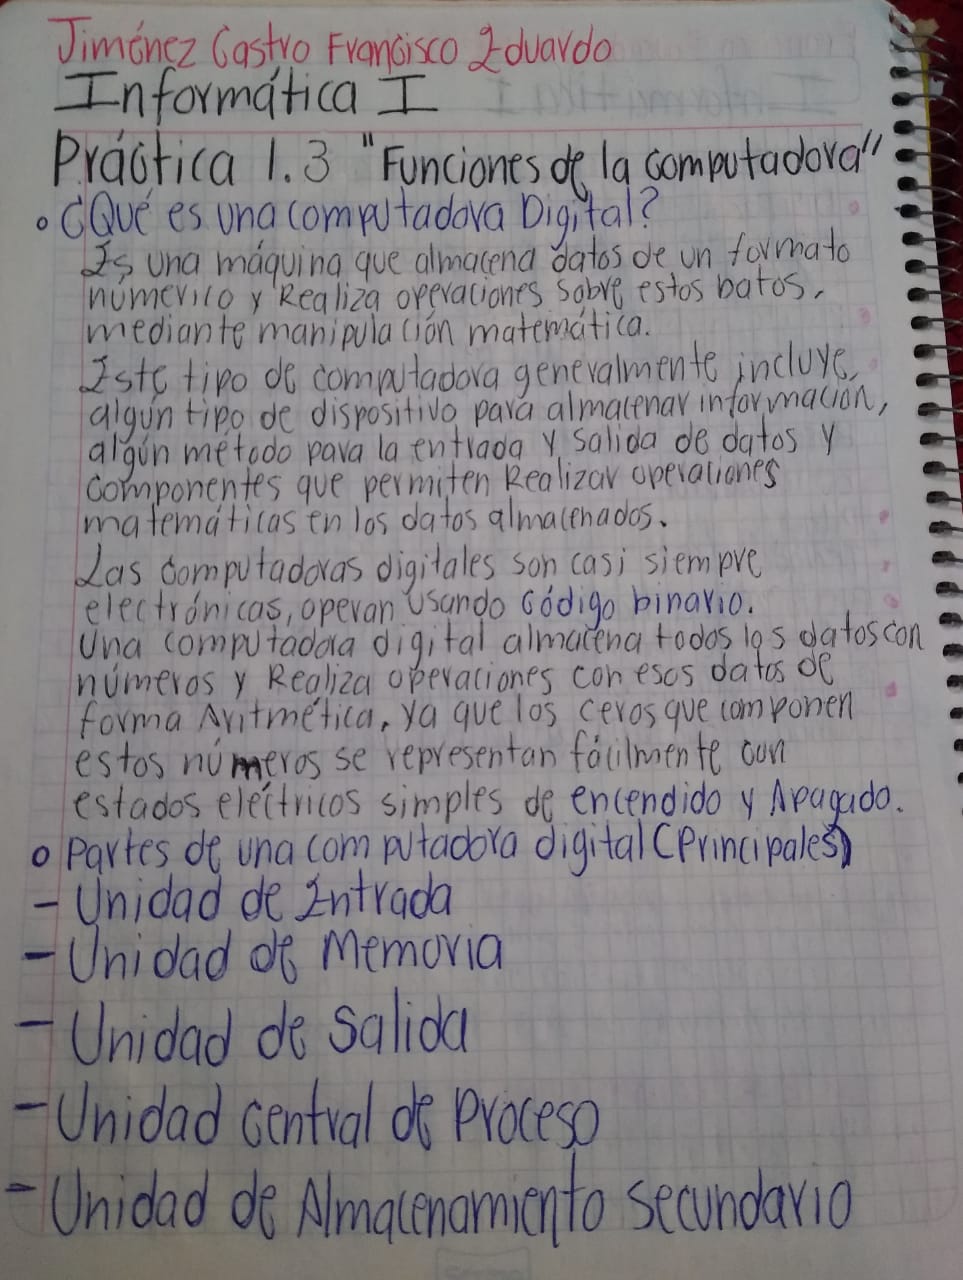 Jiménez Castro Francisco Eduardo
Informática I
Práctica 1.3 "Funciones de la computadora"
• ¿Qué es una computadora Digital?
Es una máquina que almacena datos de un formato
númerico y Realiza operaciones sobre estos batos,
mediante manipulación matemática.
Este tipo de computadora generalmente incluye,
algún tipo de dispositivo para almacenar información,
algún metodo para la entrada y salida de datos y
componentes que permiten Realizar operaciones
matemáticas en los datos almacenados.
Las computadoras digitales son casi siempre
electrónicas, operan usando código binario.
Una computadora digital almacena todos los datos con
números y Realiza operaciones con esos datos de
forma Aritmética, ya que los ceros que componen
estos números se representan fácilmente con
estados eléctricos simples de encendido y Apagado.
• Partes de una computadora digital (Principales)
- Unidad de Entrada
- Unidad de Memoria
- Unidad de Salida
- Unidad Central de Proceso
- Unidad de Almacenamiento Secundario